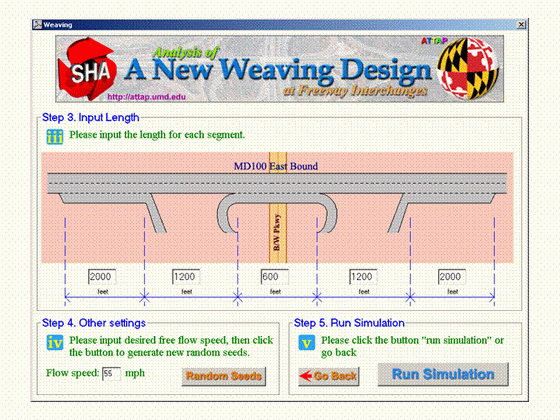 Weaving
ATTAP
Analysis of
SHA
A New Weaving Design
at Freeway Interchanges
http://attap.umd.edu
Step 3. Input Length
iii
Please input the length for each segment.
MD100 East Bound
B/W Pkwy
2000 1200 600 1200 2000
feet feet feet feet feet
Step 4. Other settings
iv
Please input desired free flow speed, then click
the button to generate new random seeds.
Flow speed: 55 mph
Random Seeds
Step 5. Run Simulation
v
Please click the button "run simulation" or
go back
Go Back
Run Simulation